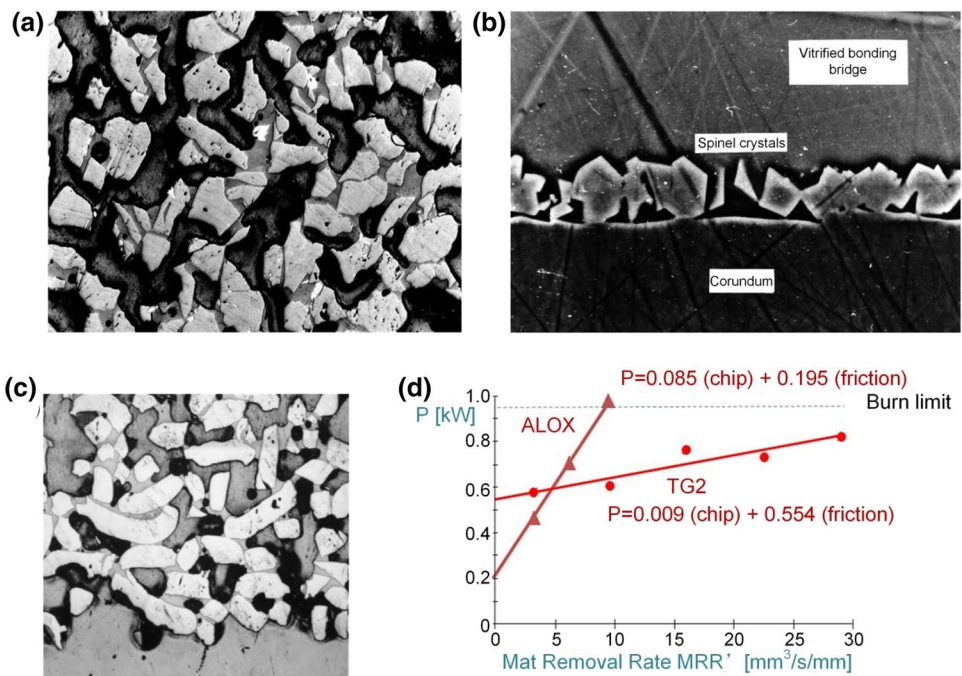 (a)
(b)
Vitrified bonding
bridge
Spinel crystals
Corundum
(c)
(d)
P=0.085 (chip) + 0.195 (friction)
1.0
P [kW]
Burn limit
ALOX
0.8
0.6
TG2
P=0.009 (chip) + 0.554 (friction)
0.4
0.2
0
0 5 10 15 20 25 30
Mat Removal Rate MRR' [mm³/s/mm]